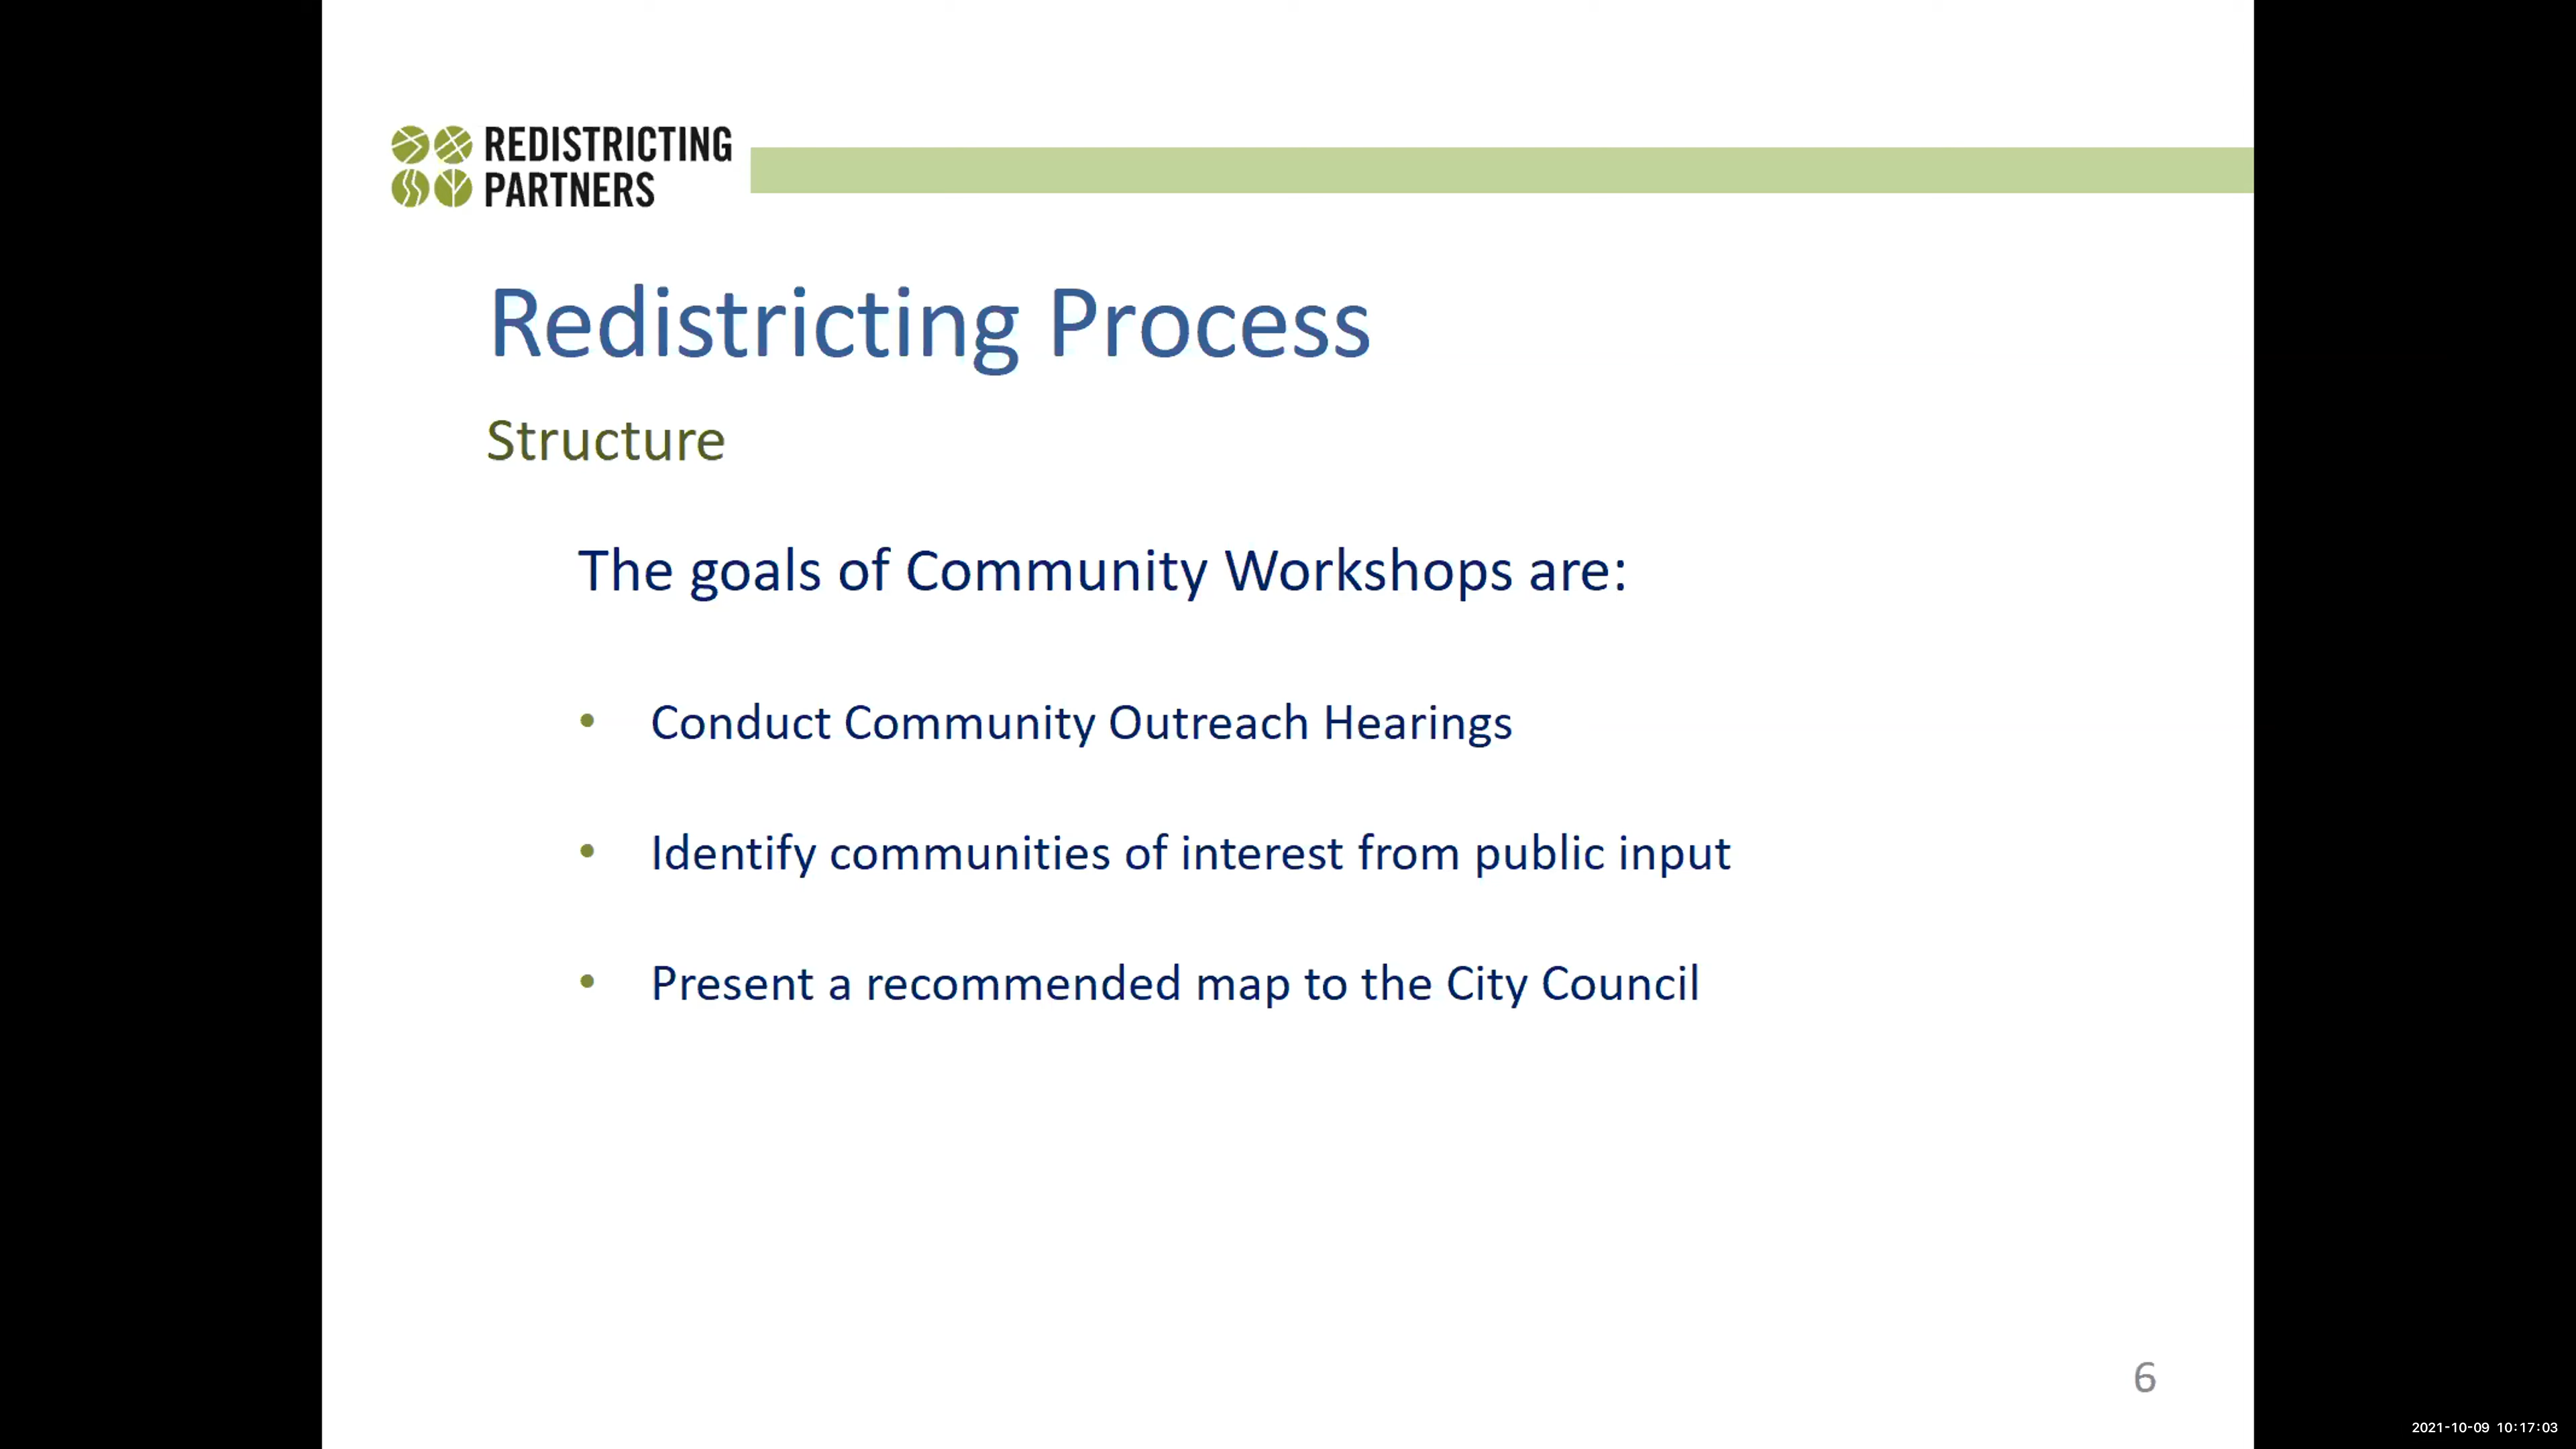 REDISTRICTING
PARTNERS
Redistricting Process
Structure
The goals of Community Workshops are:
• Conduct Community Outreach Hearings
• Identify communities of interest from public input
• Present a recommended map to the City Council
6
2021-10-09 10:17:03